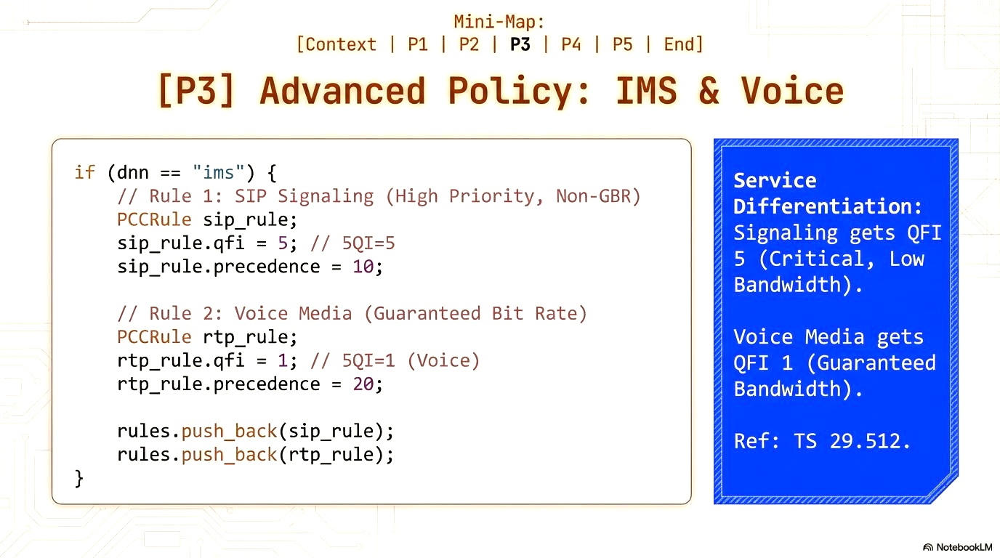 Mini-Map:
[Context | P1 | P2 | P3 | P4 | P5 | End]
[P3] Advanced Policy: IMS & Voice
if (dnn == "ims") {
    // Rule 1: SIP Signaling (High Priority, Non-GBR)
    PCCRule sip_rule;
    sip_rule.qfi = 5; // 5QI=5
    sip_rule.precedence = 10;

    // Rule 2: Voice Media (Guaranteed Bit Rate)
    PCCRule rtp_rule;
    rtp_rule.qfi = 1; // 5QI=1 (Voice)
    rtp_rule.precedence = 20;

    rules.push_back(sip_rule);
    rules.push_back(rtp_rule);
}
Service
Differentiation:
Signaling gets QFI
5 (Critical, Low
Bandwidth).

Voice Media gets
QFI 1 (Guaranteed
Bandwidth).

Ref: TS 29.512.
NotebookLM